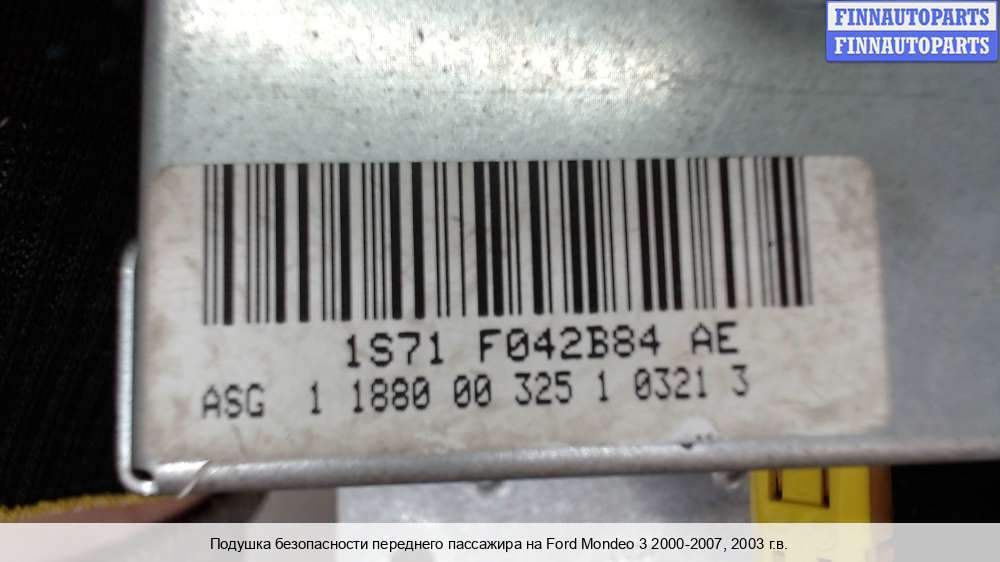 FINNAUTOPARTS
FINNAUTOPARTS
1S71 F042B84 AE
ASG 1 1880 00 325 1 0321 3
Подушка безопасности переднего пассажира на Ford Mondeo 3 2000-2007, 2003 г.в.